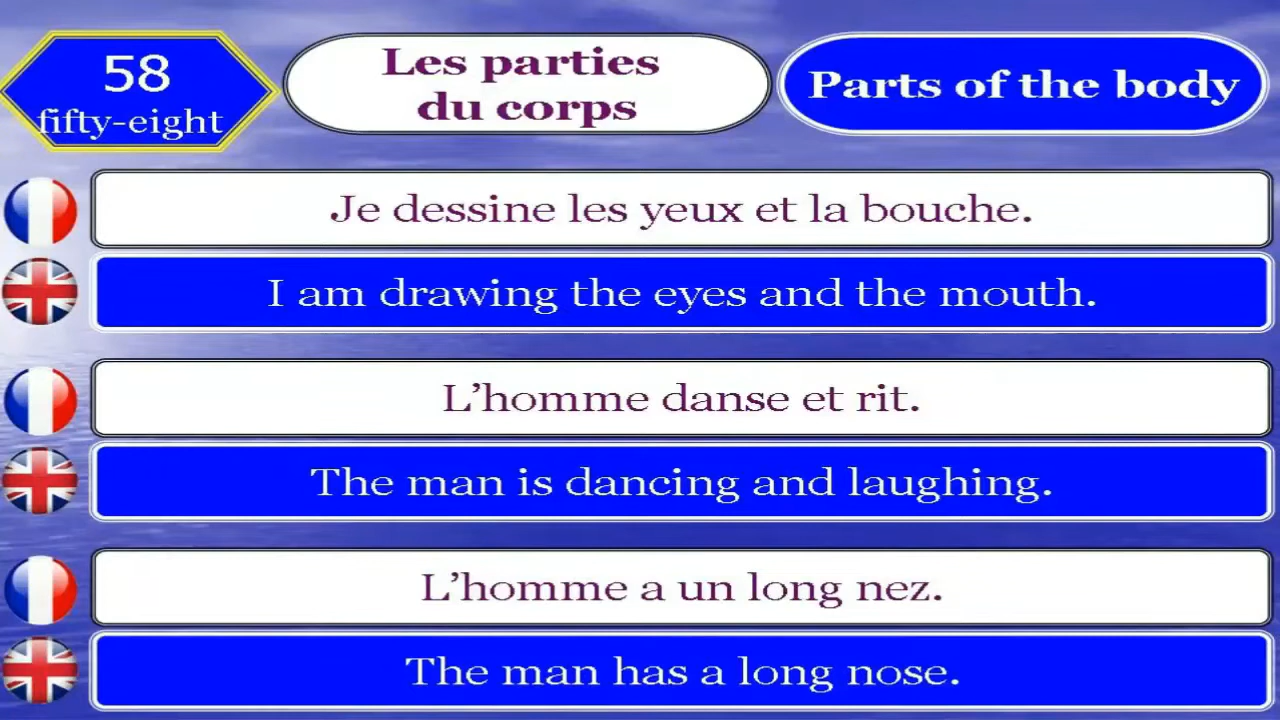 58
fifty-eight
Les parties
du corps
Parts of the body
Je dessine les yeux et la bouche.
I am drawing the eyes and the mouth.
L’homme danse et rit.
The man is dancing and laughing.
L’homme a un long nez.
The man has a long nose.